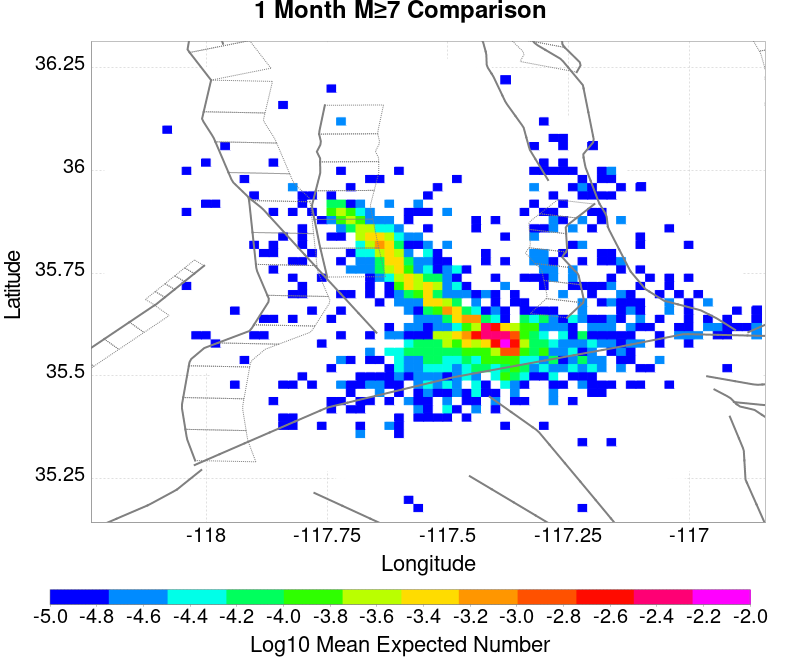 1 Month M≥7 Comparison
36.25
36
35.75
35.5
35.25
Latitude
-118 -117.75 -117.5 -117.25 -117
Longitude
-5.0 -4.8 -4.6 -4.4 -4.2 -4.0 -3.8 -3.6 -3.4 -3.2 -3.0 -2.8 -2.6 -2.4 -2.2 -2.0
Log10 Mean Expected Number